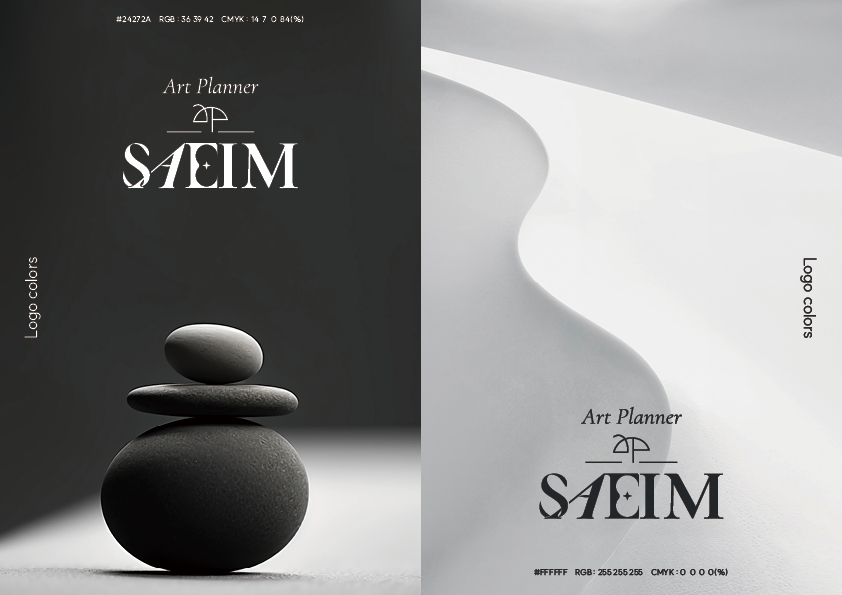 #24272A RGB : 36 39 42 CMYK : 14 7 0 84(%)
Art Planner
ap
SAEIM
Logo colors
Logo colors
Art Planner
ap
SAEIM
#FFFFFF RGB : 255 255 255 CMYK : 0 0 0 0(%)